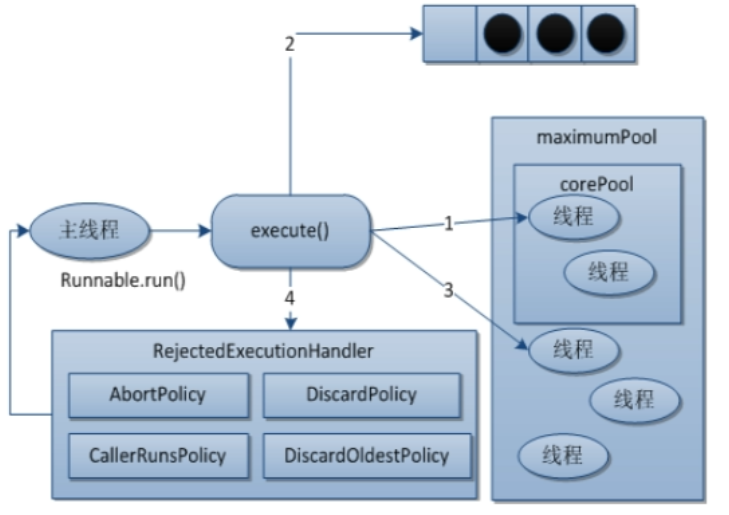 2
maximumPool
corePool
线程
线程
主线程
execute()
1
Runnable.run()
3
4
线程
线程
线程
RejectedExecutionHandler
AbortPolicy
DiscardPolicy
CallerRunsPolicy
DiscardOldestPolicy